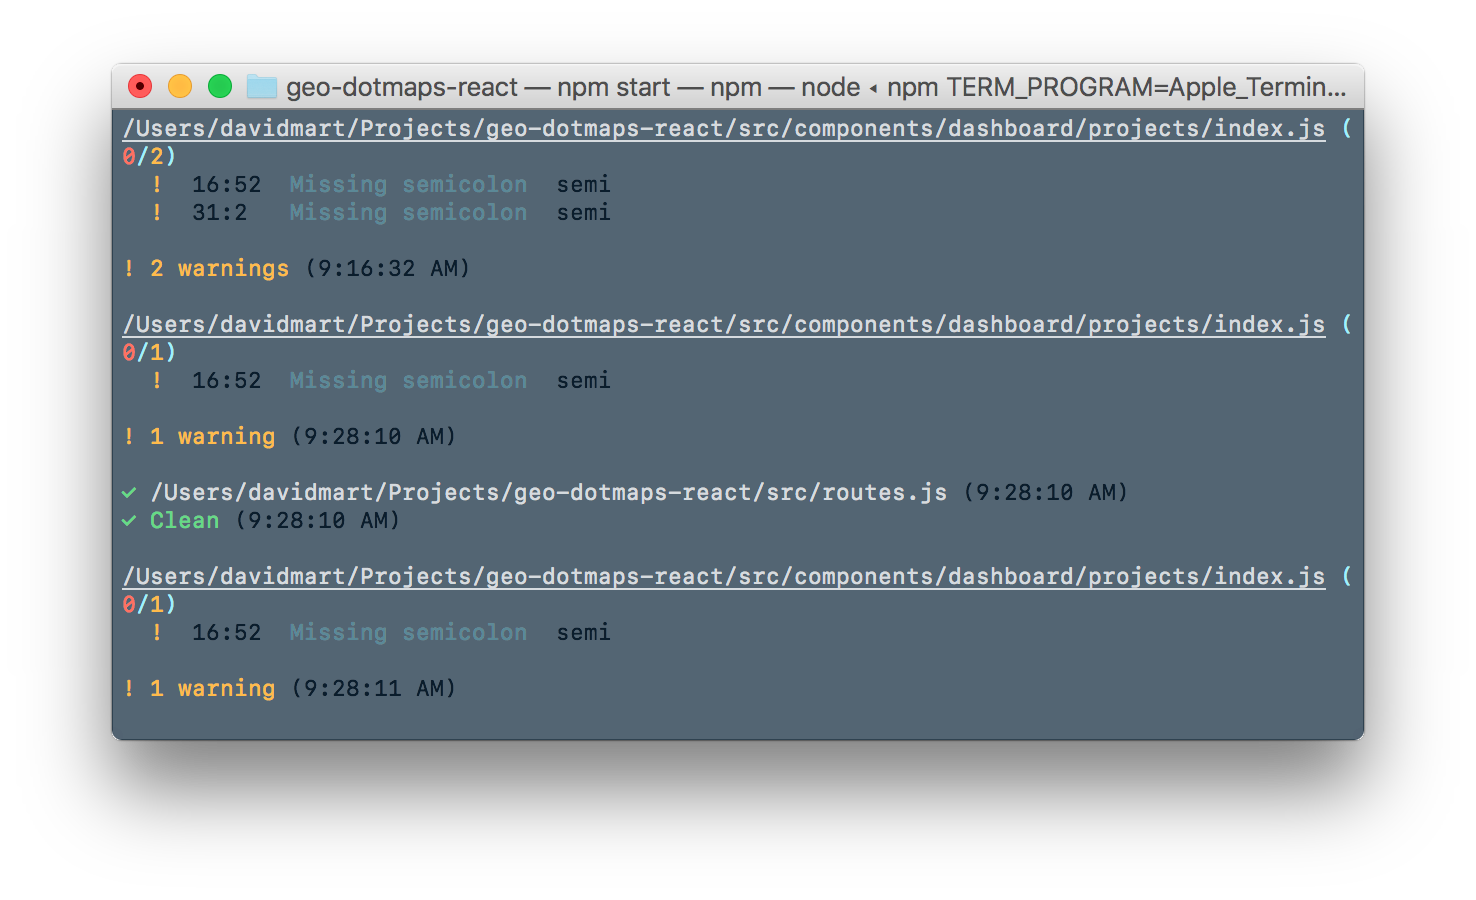 geo-dotmaps-react — npm start — npm — node ◂ npm TERM_PROGRAM=Apple_Termin...
/Users/davidmart/Projects/geo-dotmaps-react/src/components/dashboard/projects/index.js (
0/2)
! 16:52 Missing semicolon semi
! 31:2 Missing semicolon semi
! 2 warnings (9:16:32 AM)
/Users/davidmart/Projects/geo-dotmaps-react/src/components/dashboard/projects/index.js (
0/1)
! 16:52 Missing semicolon semi
! 1 warning (9:28:10 AM)
✓ /Users/davidmart/Projects/geo-dotmaps-react/src/routes.js (9:28:10 AM)
✓ Clean (9:28:10 AM)
/Users/davidmart/Projects/geo-dotmaps-react/src/components/dashboard/projects/index.js (
0/1)
! 16:52 Missing semicolon semi
! 1 warning (9:28:11 AM)